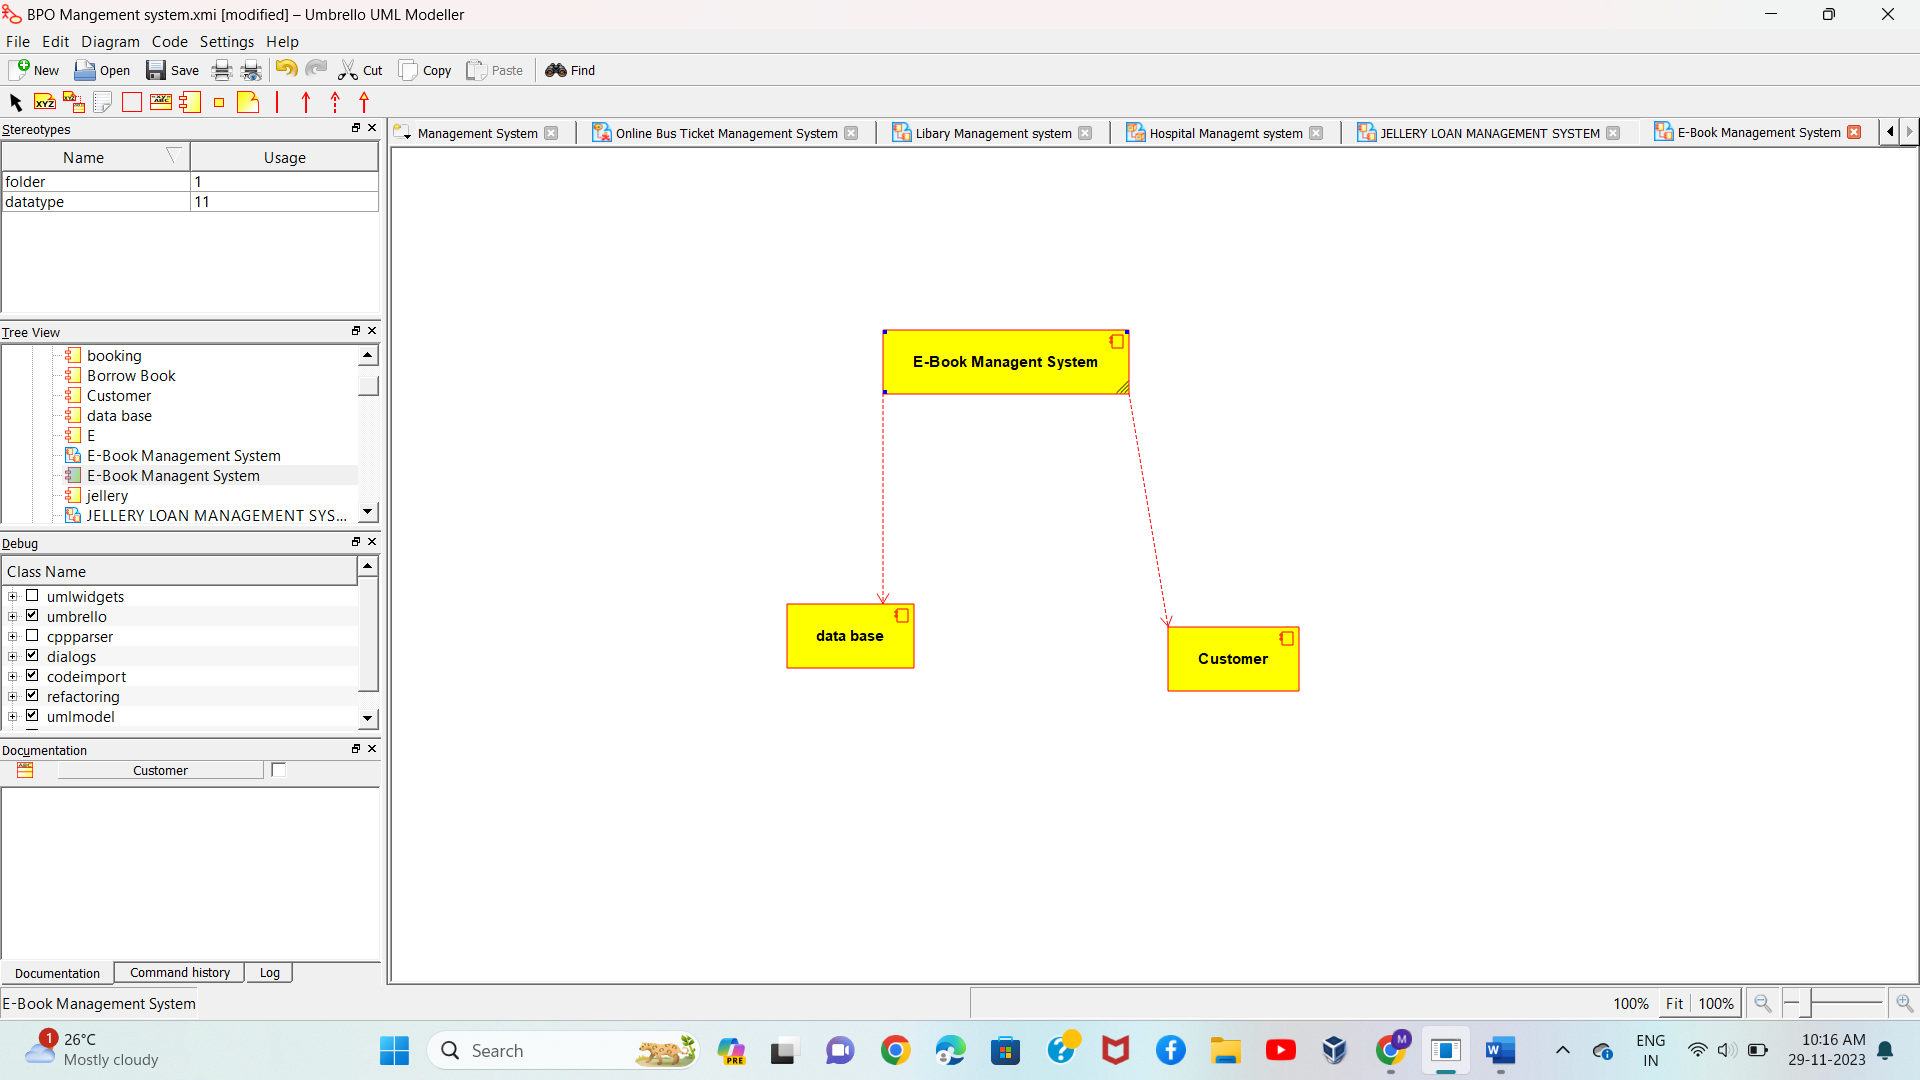 BPO Mangement system.xmi [modified] – Umbrello UML Modeller
File Edit Diagram Code Settings Help
New Open Save Cut Copy Paste Find
XYZ XYZ
Stereotypes
Name Usage
folder 1
datatype 11
Tree View
booking
Borrow Book
Customer
data base
E
E-Book Management System
E-Book Managent System
jellery
JELLERY LOAN MANAGEMENT SYS...
Debug
Class Name
umlwidgets
umbrello
cppparser
dialogs
codeimport
refactoring
umlmodel
Documentation
Customer
Documentation Command history Log
E-Book Management System
Management System Online Bus Ticket Management System Libary Management system Hospital Managemt system JELLERY LOAN MANAGEMENT SYSTEM E-Book Management System
E-Book Managent System
data base
Customer
100% Fit 100%
1
26°C
Mostly cloudy
Search
PRE
M
W
ENG
IN
10:16 AM
29-11-2023